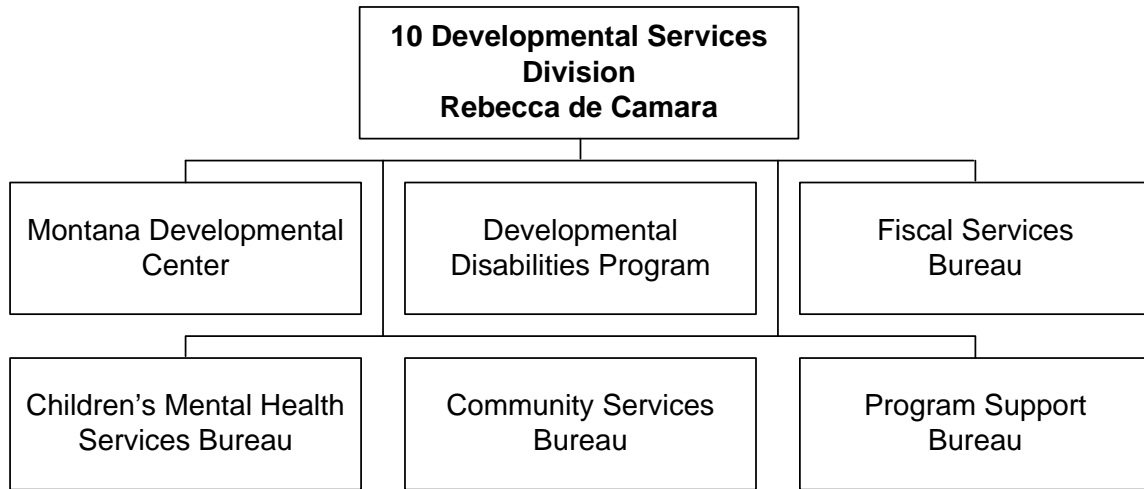 10 Developmental Services
Division
Rebecca de Camara
Montana Developmental
Center
Developmental
Disabilities Program
Fiscal Services
Bureau
Children’s Mental Health
Services Bureau
Community Services
Bureau
Program Support
Bureau